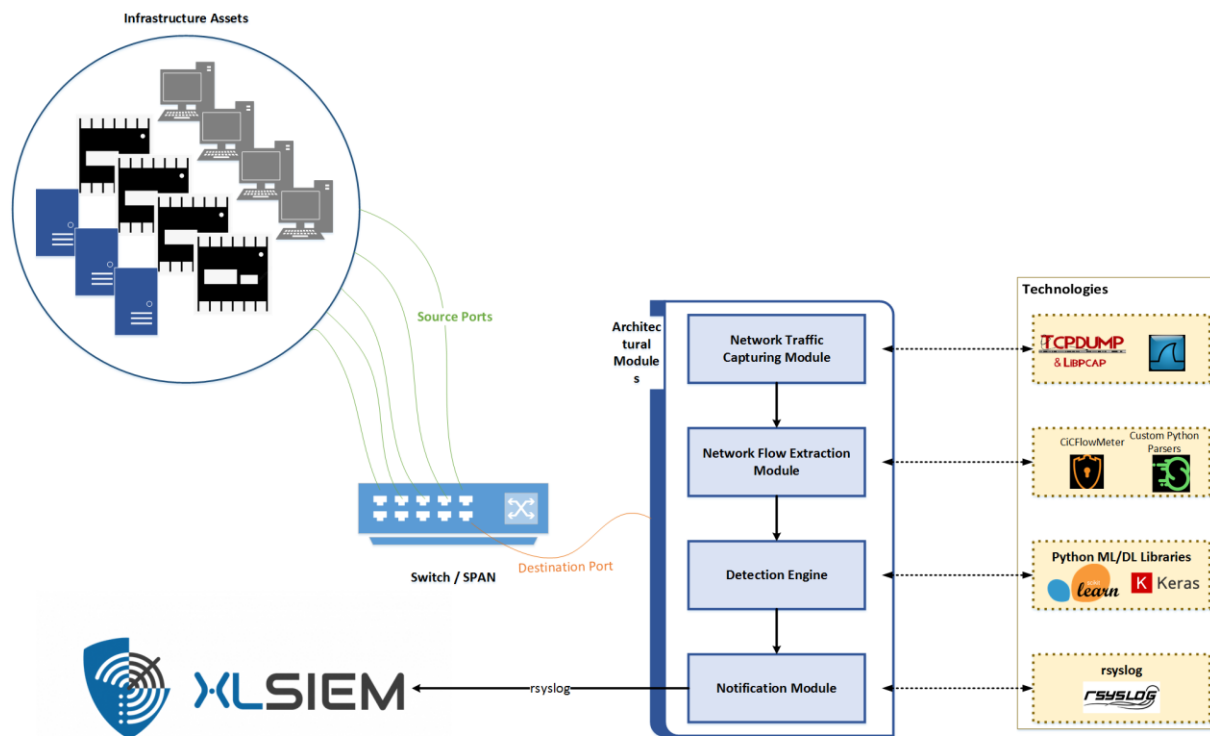 Infrastructure Assets
Source Ports
Switch / SPAN
Destination Port
XLSIEM
rsyslog
Architec
tural
Module
s
Network Traffic
Capturing Module
Network Flow Extraction
Module
Detection Engine
Notification Module
Technologies
TCPDUMP
& LIBPCAP
CiCFlowMeter
Custom Python
Parsers
Python ML/DL Libraries
learn
K
Keras
rsyslog
rsyslog